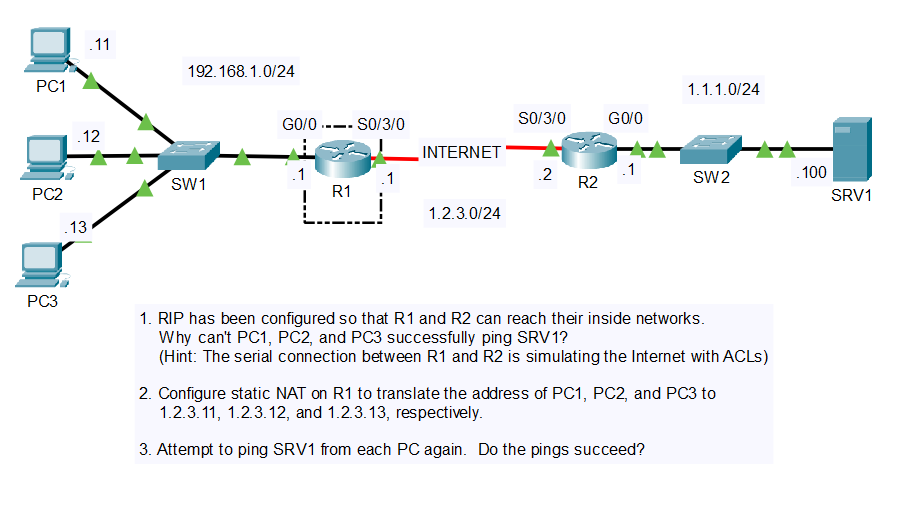 .11
PC1
192.168.1.0/24
1.1.1.0/24
.12
G0/0
S0/3/0
S0/3/0
G0/0
INTERNET
PC2
SW1
.1
R1
.1
.2
R2
.1
SW2
.100
SRV1
.13
1.2.3.0/24
PC3
1. RIP has been configured so that R1 and R2 can reach their inside networks.
Why can't PC1, PC2, and PC3 successfully ping SRV1?
(Hint: The serial connection between R1 and R2 is simulating the Internet with ACLs)
2. Configure static NAT on R1 to translate the address of PC1, PC2, and PC3 to
1.2.3.11, 1.2.3.12, and 1.2.3.13, respectively.
3. Attempt to ping SRV1 from each PC again. Do the pings succeed?